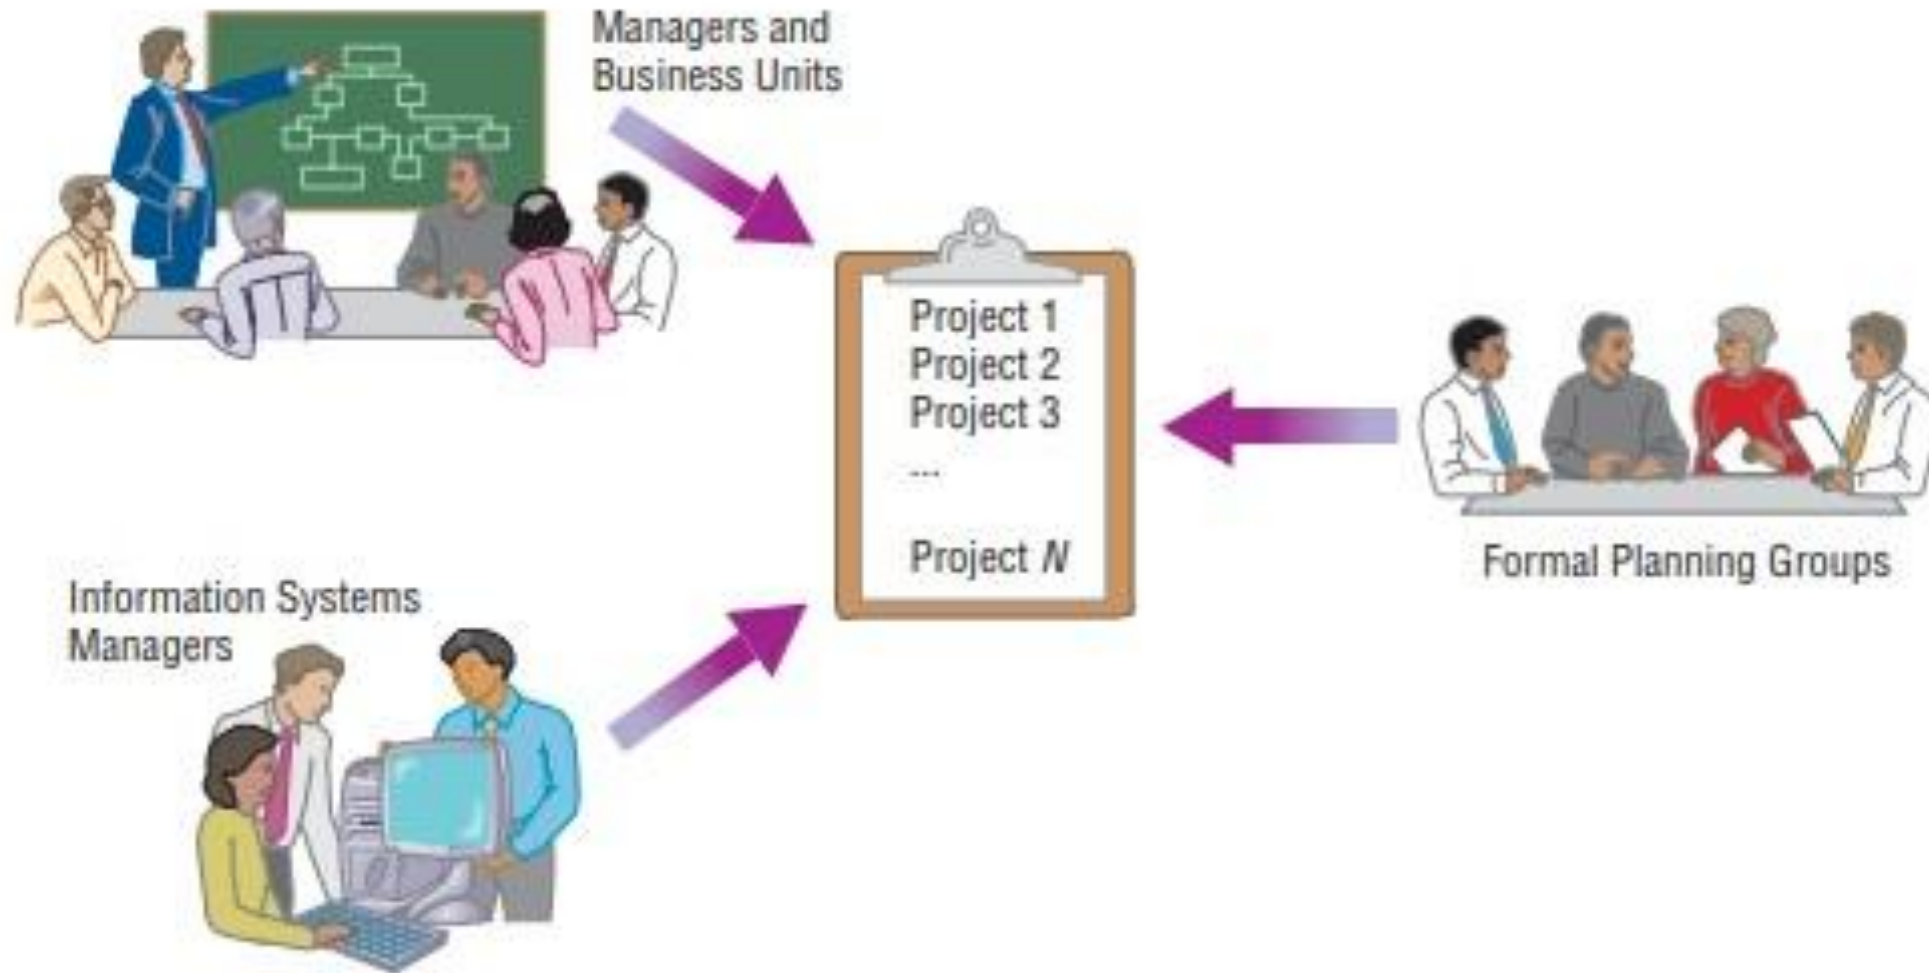 Managers and
Business Units
Project 1
Project 2
Project 3
...
Project N
Formal Planning Groups
Information Systems
Managers